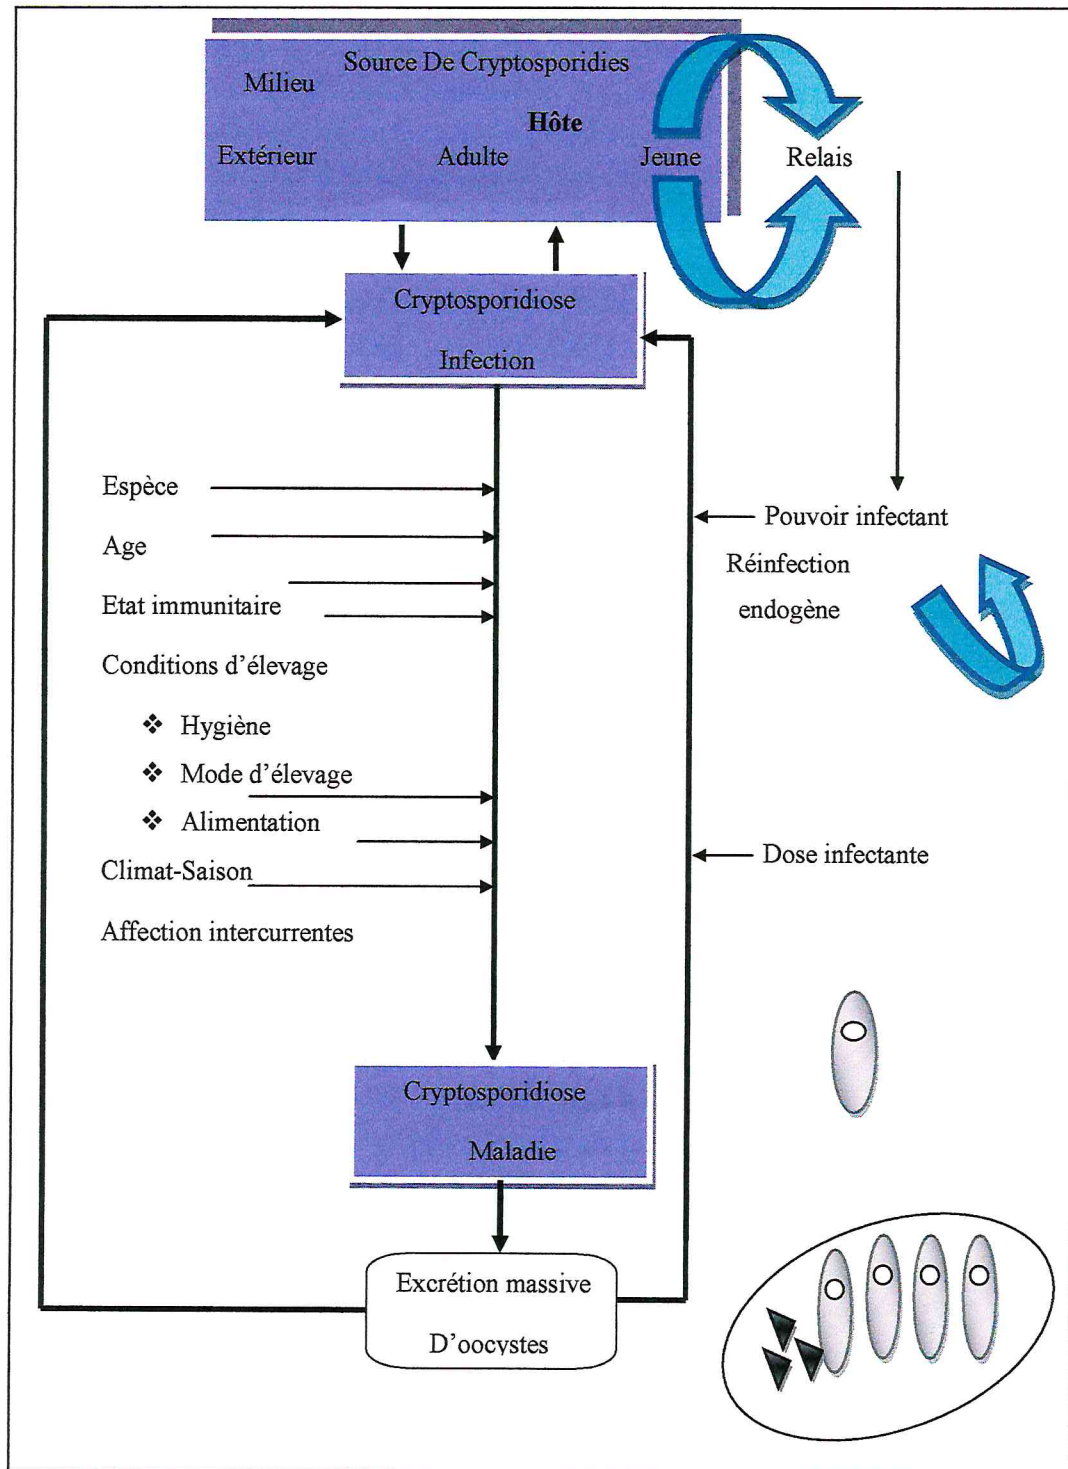 Source De Cryptosporidies
Milieu
Hôte
Extérieur Adulte Jeune Relais
Cryptosporidiose
Infection
Espèce
Pouvoir infectant
Age
Réinfection
endogène
Etat immunitaire
Conditions d’élevage
❖ Hygiène
❖ Mode d’élevage
❖ Alimentation
Dose infectante
Climat-Saison
Affection intercurrentes
Cryptosporidiose
Maladie
Excrétion massive
D’oocystes